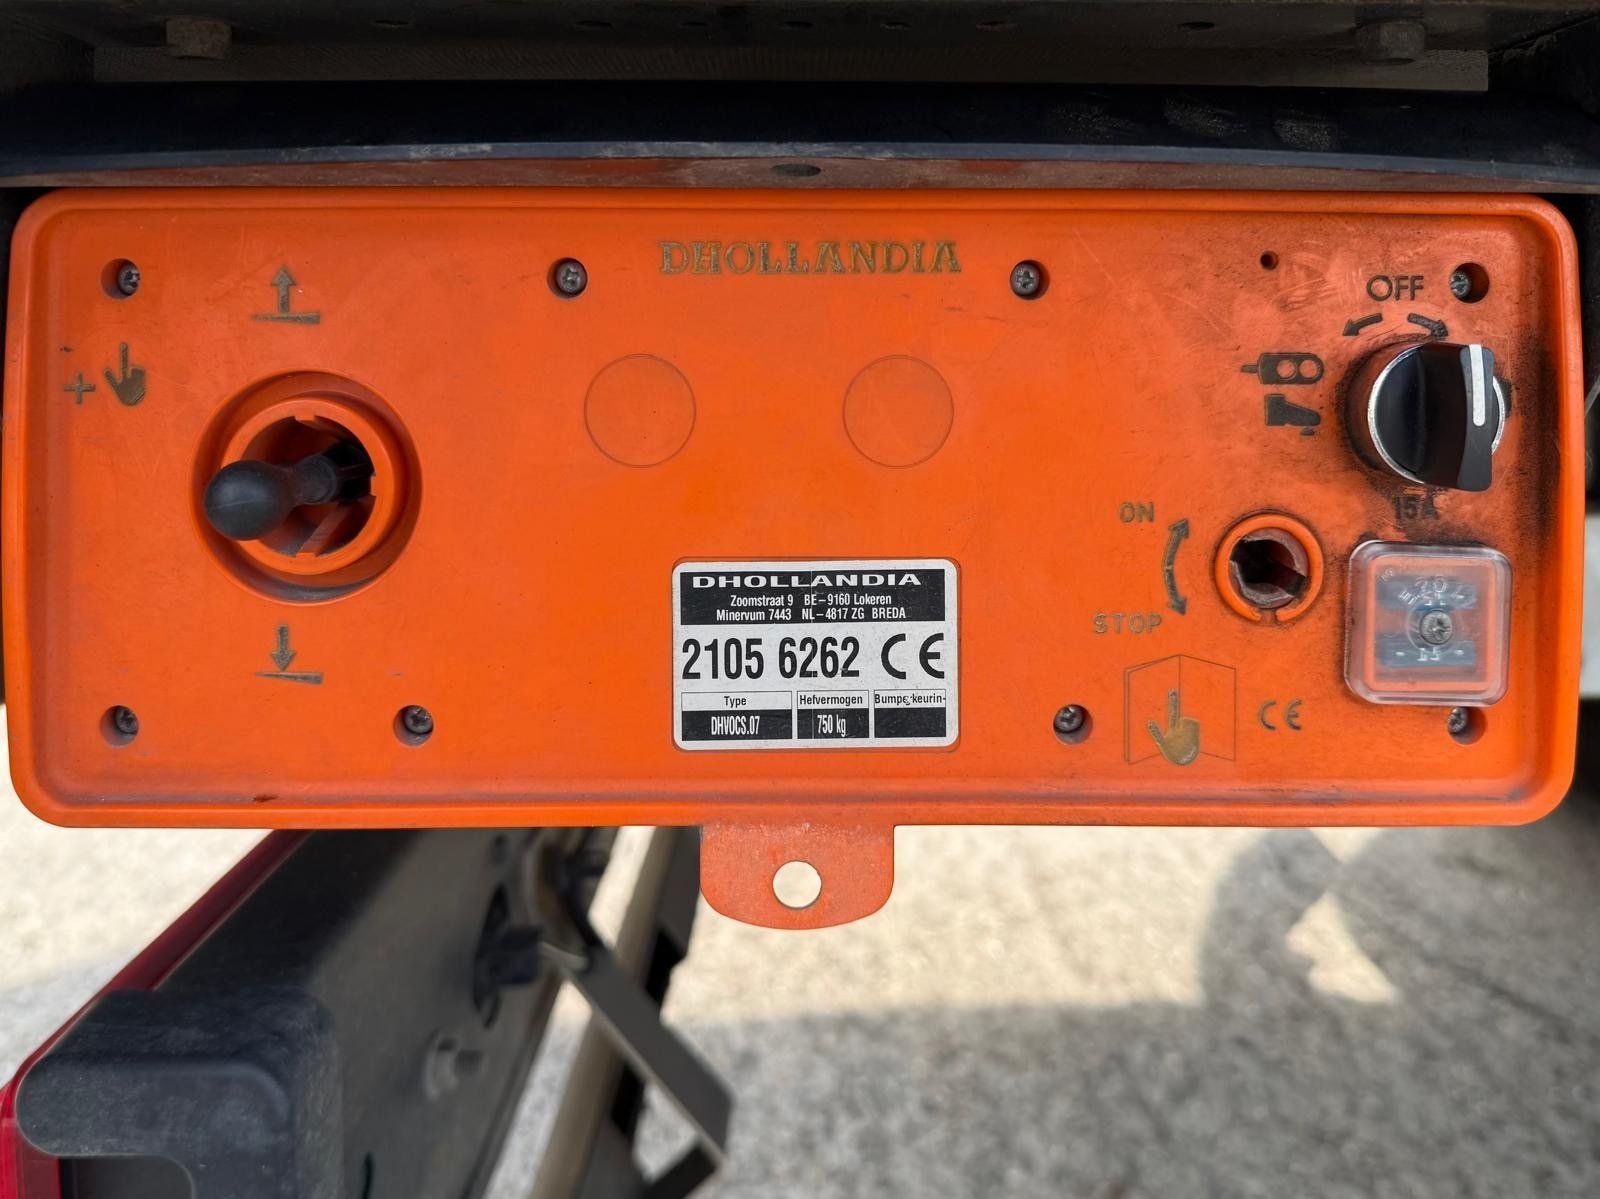 DHOLLANDIA
OFF
15A
ON
STOP
20
DHOLLANDIA
Zoomstraat 9 BE-9160 Lokeren
Minervum 7443 NL-4817 ZG BREDA
2105 6262 CE
Type Hefvermogen
DHVOCS.07 750 kg
CE